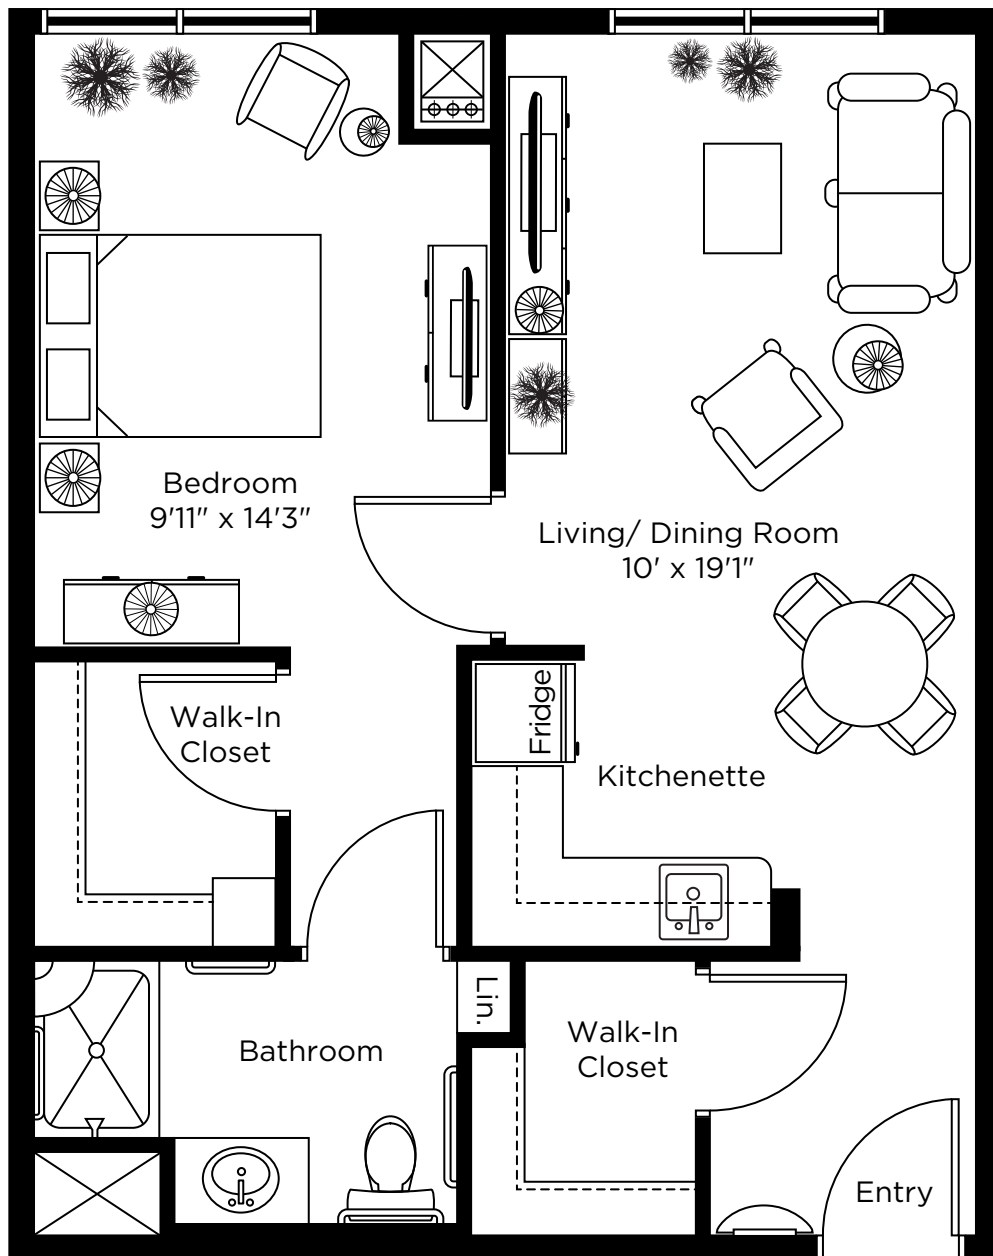 Bedroom
9'11" x 14'3"
Living/ Dining Room
10' x 19'1"
Fridge
Walk-In
Closet
Kitchenette
Lin.
Walk-In
Closet
Bathroom
Entry